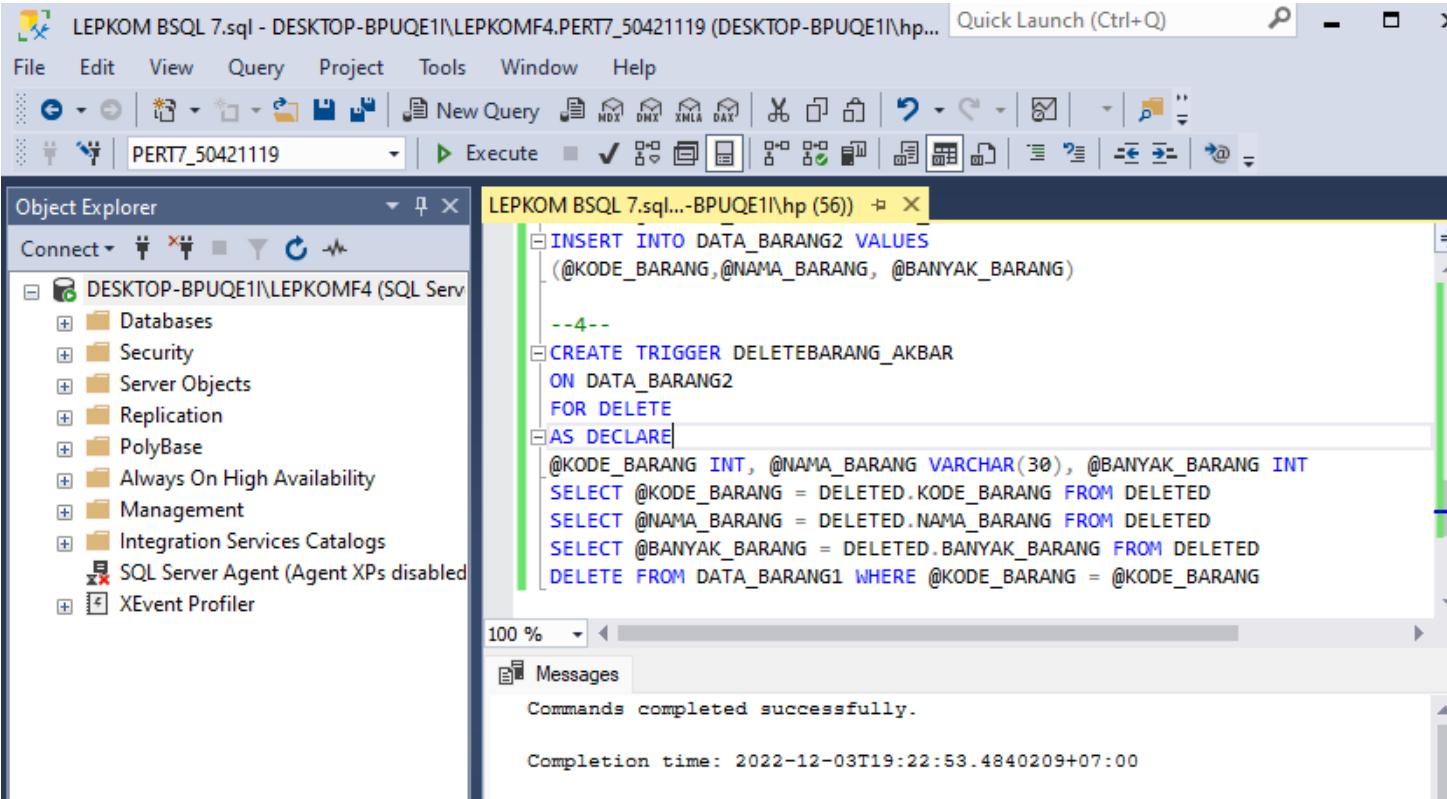 LEPKOM BSQL 7.sql - DESKTOP-BPUQE1I\LEPKOMF4.PERT7_50421119 (DESKTOP-BPUQE1I\hp... Quick Launch (Ctrl+Q)
File Edit View Query Project Tools Window Help
New Query MDX DMX XMLA DAX
PERT7_50421119 Execute
Object Explorer
Connect
DESKTOP-BPUQE1I\LEPKOMF4 (SQL Serv
Databases
Security
Server Objects
Replication
PolyBase
Always On High Availability
Management
Integration Services Catalogs
SQL Server Agent (Agent XPs disabled
XEvent Profiler
LEPKOM BSQL 7.sql...-BPUQE1I\hp (56))
INSERT INTO DATA_BARANG2 VALUES
(@KODE_BARANG,@NAMA_BARANG, @BANYAK_BARANG)
--4--
CREATE TRIGGER DELETEBARANG_AKBAR
ON DATA_BARANG2
FOR DELETE
AS DECLARE
@KODE_BARANG INT, @NAMA_BARANG VARCHAR(30), @BANYAK_BARANG INT
SELECT @KODE_BARANG = DELETED.KODE_BARANG FROM DELETED
SELECT @NAMA_BARANG = DELETED.NAMA_BARANG FROM DELETED
SELECT @BANYAK_BARANG = DELETED.BANYAK_BARANG FROM DELETED
DELETE FROM DATA_BARANG1 WHERE @KODE_BARANG = @KODE_BARANG
100 %
Messages
Commands completed successfully.
Completion time: 2022-12-03T19:22:53.4840209+07:00